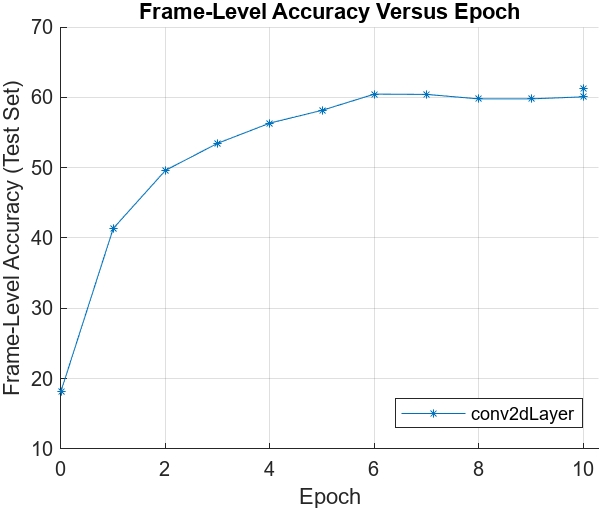 Frame-Level Accuracy Versus Epoch
70
60
50
40
30
20
10
Frame-Level Accuracy (Test Set)
conv2dLayer
0 2 4 6 8 10
Epoch